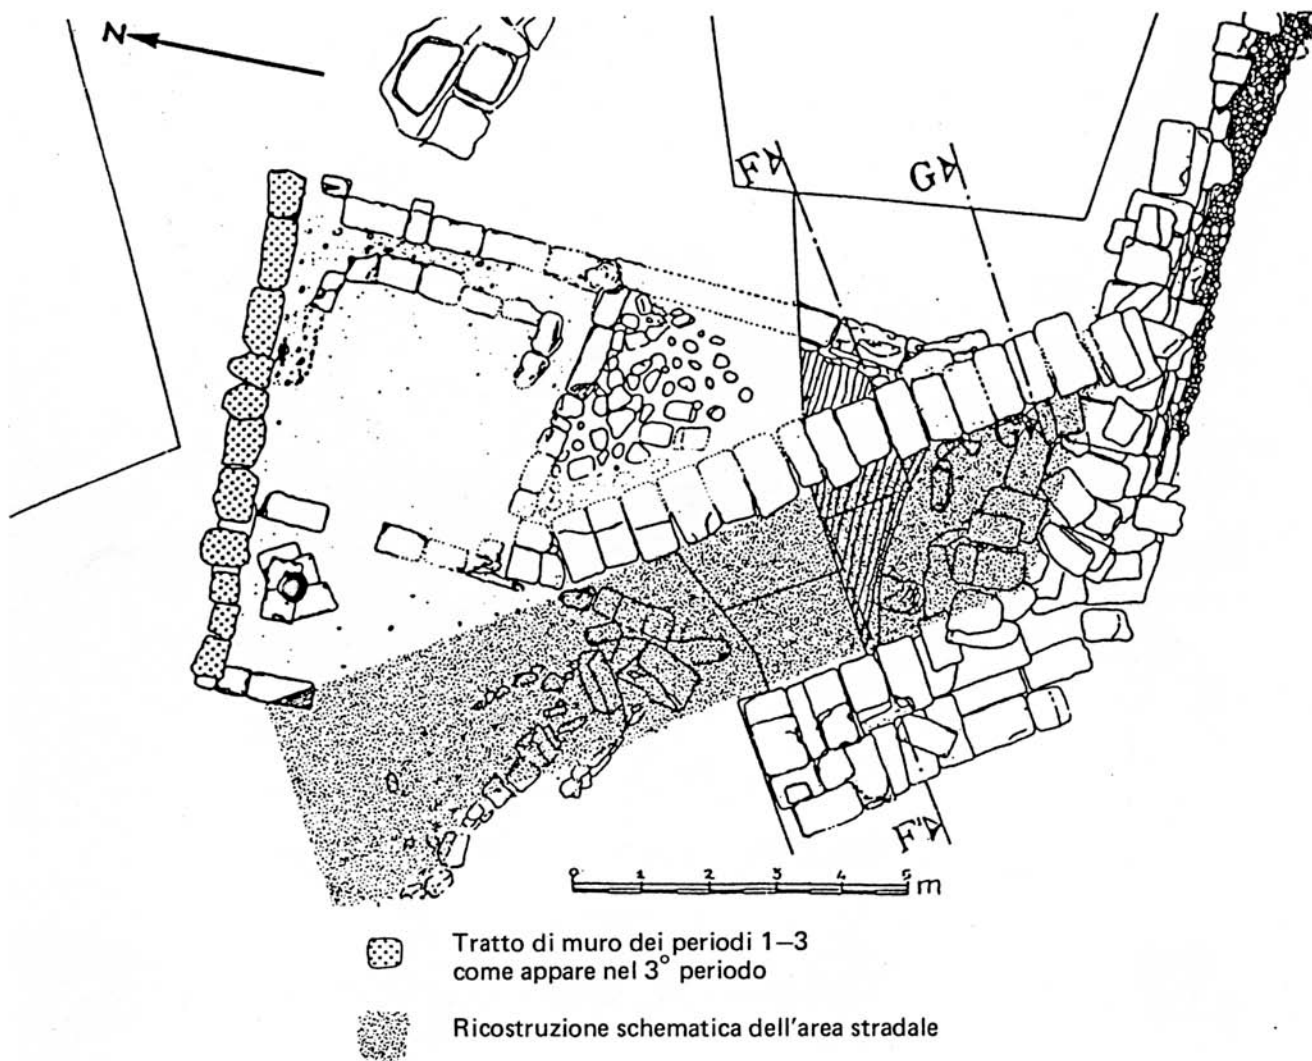 N
F
G
F'
0 1 2 3 4 5 m
Tratto di muro dei periodi 1–3
come appare nel 3° periodo
Ricostruzione schematica dell'area stradale